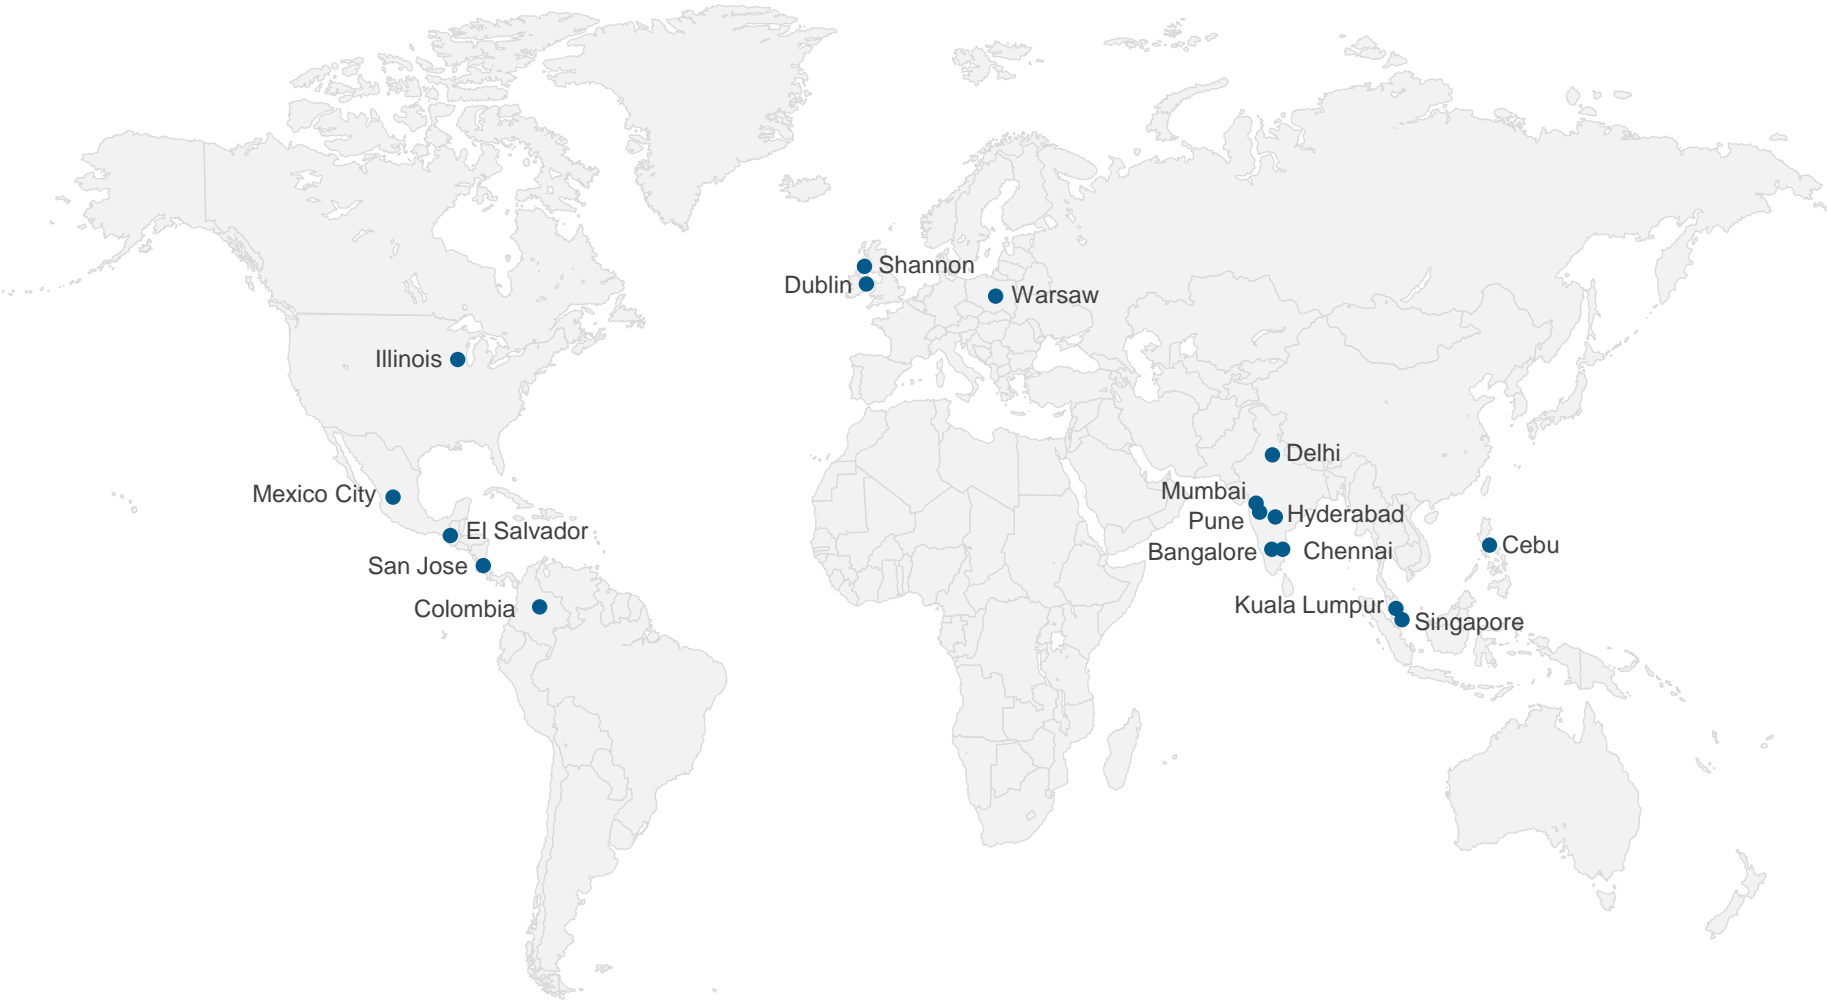 Shannon
Dublin
Warsaw
Illinois
Delhi
Mexico City
Mumbai
Hyderabad
Pune
El Salvador
Bangalore
Chennai
Cebu
San Jose
Colombia
Kuala Lumpur
Singapore